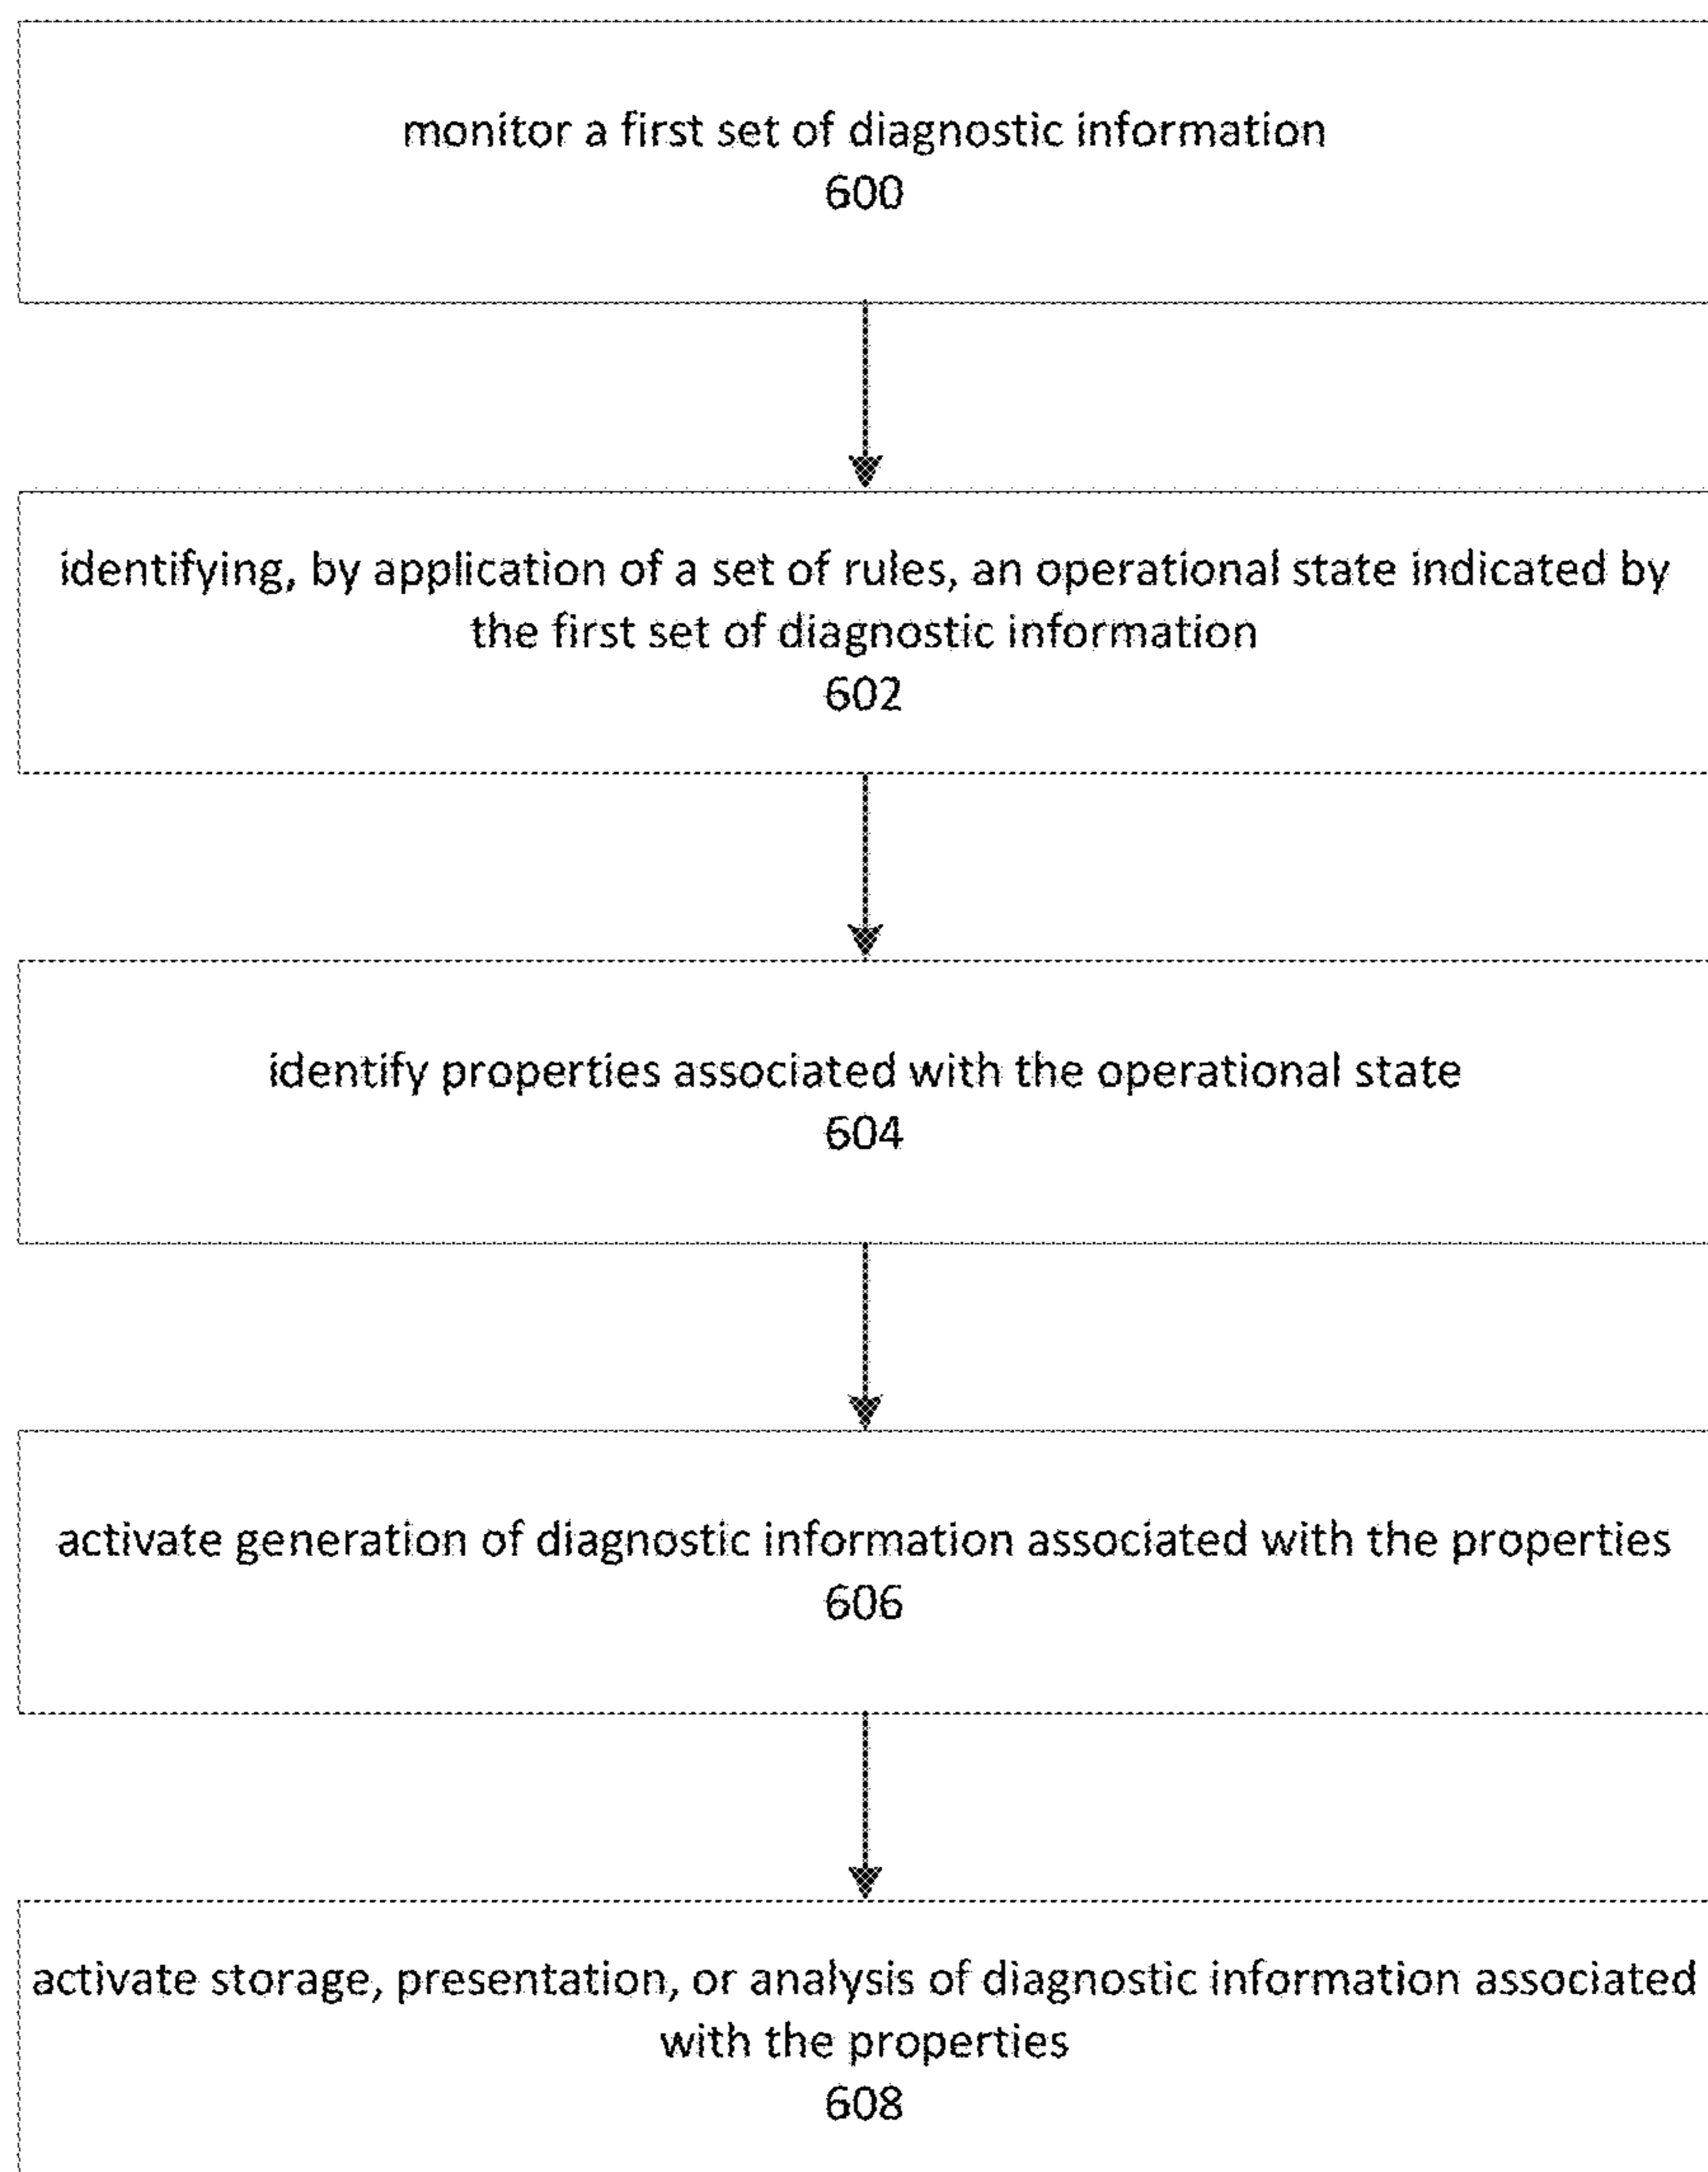 monitor a first set of diagnostic information
600
identifying, by application of a set of rules, an operational state indicated by
the first set of diagnostic information
602
identify properties associated with the operational state
604
activate generation of diagnostic information associated with the properties
606
activate storage, presentation, or analysis of diagnostic information associated
with the properties
608